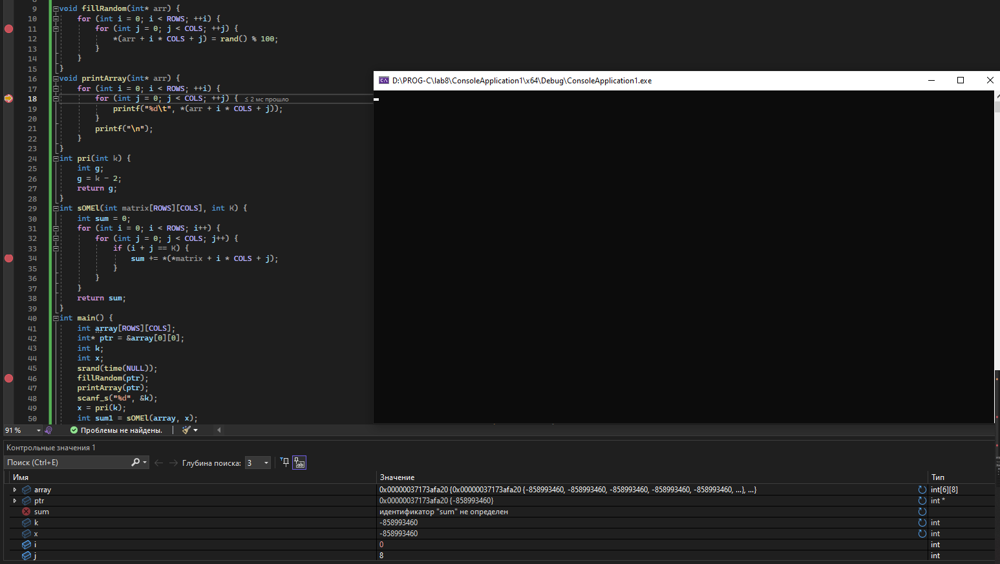 9 void fillRandom(int* arr) {
10 for (int i = 0; i < ROWS; ++i) {
11 for (int j = 0; j < COLS; ++j) {
12 *(arr + i * COLS + j) = rand() % 100;
13 }
14 }
15 }
16 void printArray(int* arr) {
17 for (int i = 0; i < ROWS; ++i) {
18 for (int j = 0; j < COLS; ++j) { ≤ 2 мс прошло
19 printf("%d\t", *(arr + i * COLS + j));
20 }
21 printf("\n");
22 }
23 }
24 int pri(int k) {
25 int g;
26 g = k - 2;
27 return g;
28 }
29 int sOMEl(int matrix[ROWS][COLS], int K) {
30 int sum = 0;
31 for (int i = 0; i < ROWS; i++) {
32 for (int j = 0; j < COLS; j++) {
33 if (i + j == K) {
34 sum += *(*matrix + i * COLS + j);
35 }
36 }
37 }
38 return sum;
39 }
40 int main() {
41 int array[ROWS][COLS];
42 int* ptr = &array[0][0];
43 int k;
44 int x;
45 srand(time(NULL));
46 fillRandom(ptr);
47 printArray(ptr);
48 scanf_s("%d", &k);
49 x = pri(k);
50 int sum1 = sOMEl(array, x);
D:\PROG-C\lab8\ConsoleApplication1\x64\Debug\ConsoleApplication1.exe
91 % Проблемы не найдены.
Контрольные значения 1
Поиск (Ctrl+E) Глубина поиска: 3
Имя Значение Тип
array 0x00000037173afa20 {0x00000037173afa20 {-858993460, -858993460, -858993460, -858993460, -858993460, ...}, ...} int[6][8]
ptr 0x00000037173afa20 {-858993460} int *
sum идентификатор "sum" не определен
k -858993460 int
x -858993460 int
i 0 int
j 8 int